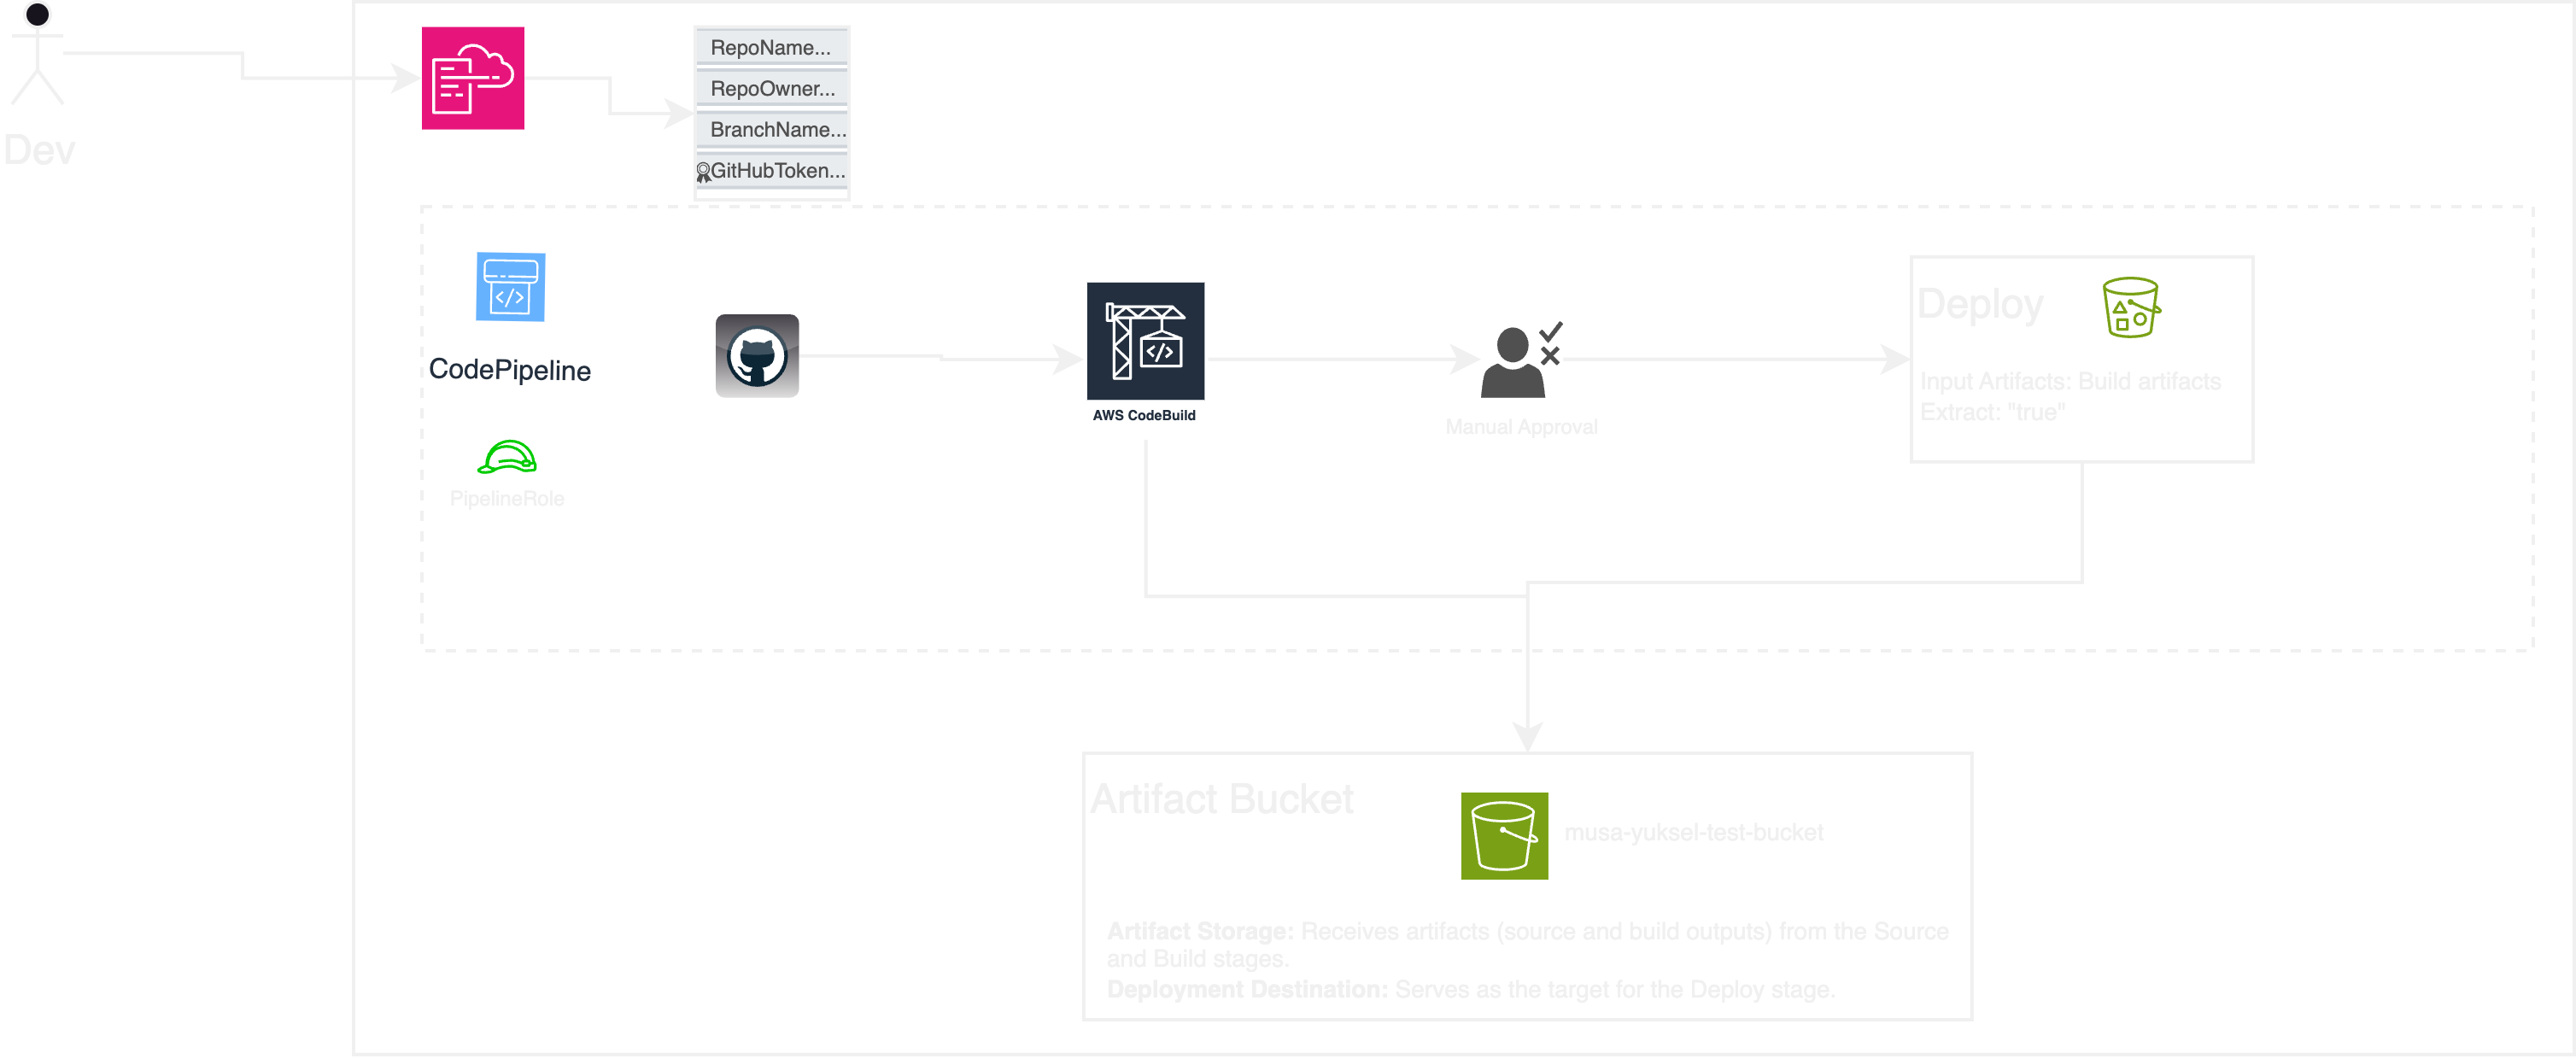 Dev
RepoName...
RepoOwner...
BranchName...
GitHubToken...
CodePipeline
PipelineRole
AWS CodeBuild
Manual Approval
Deploy
Input Artifacts: Build artifacts
Extract: "true"
Artifact Bucket
musa-yuksel-test-bucket
Artifact Storage: Receives artifacts (source and build outputs) from the Source
and Build stages.
Deployment Destination: Serves as the target for the Deploy stage.